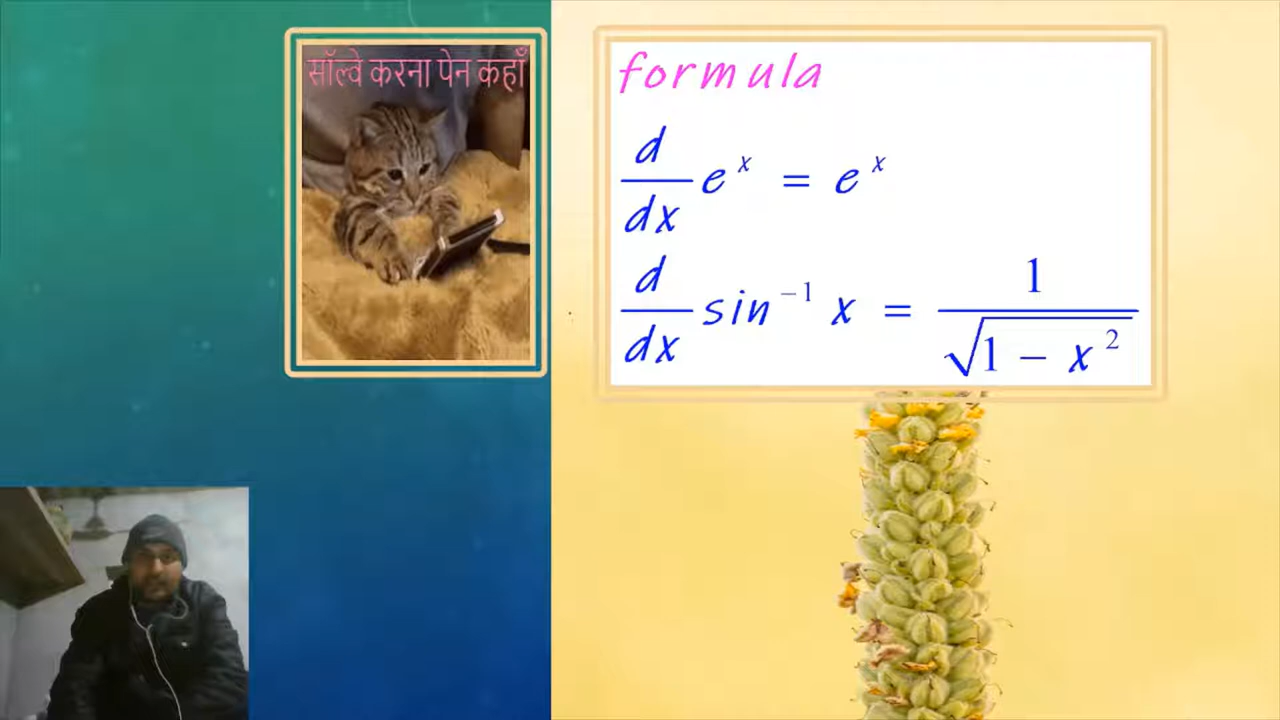 सॉल्वे करना पेन कहाँ
formula
d/dx e^x = e^x
d/dx sin^-1 x = 1/√(1 - x^2)